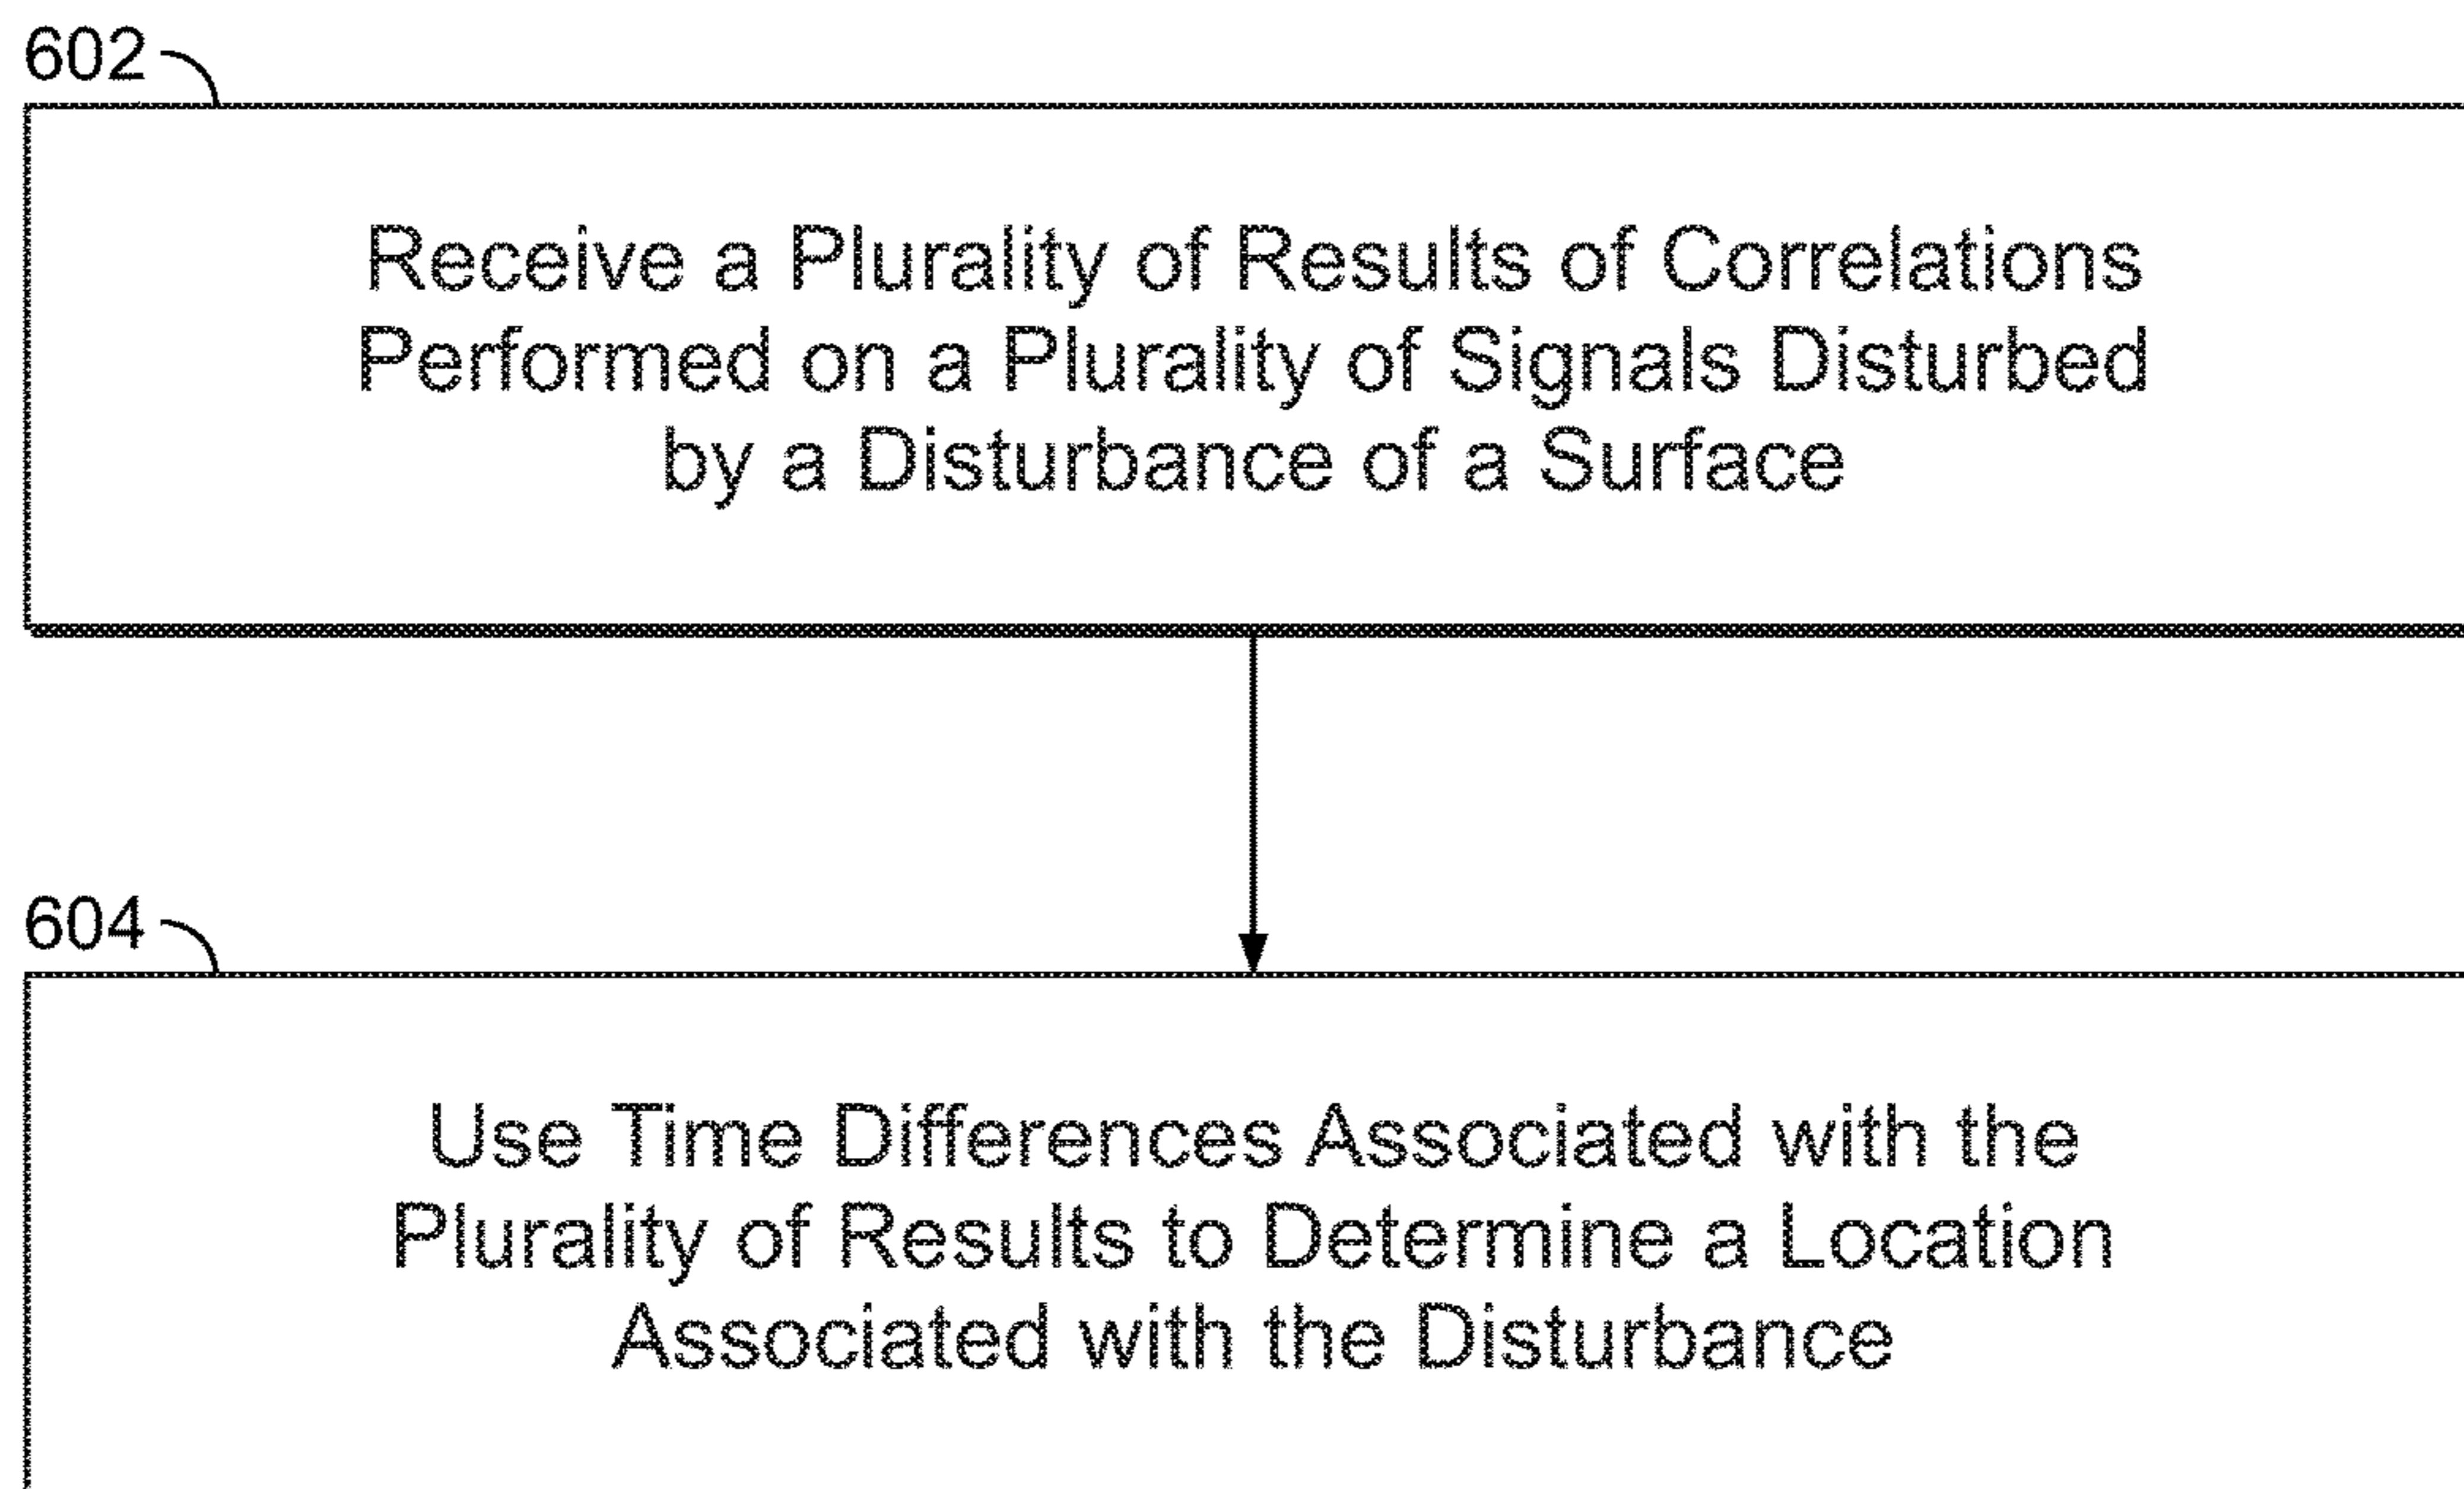 602
Receive a Plurality of Results of Correlations
Performed on a Plurality of Signals Disturbed
by a Disturbance of a Surface
604
Use Time Differences Associated with the
Plurality of Results to Determine a Location
Associated with the Disturbance